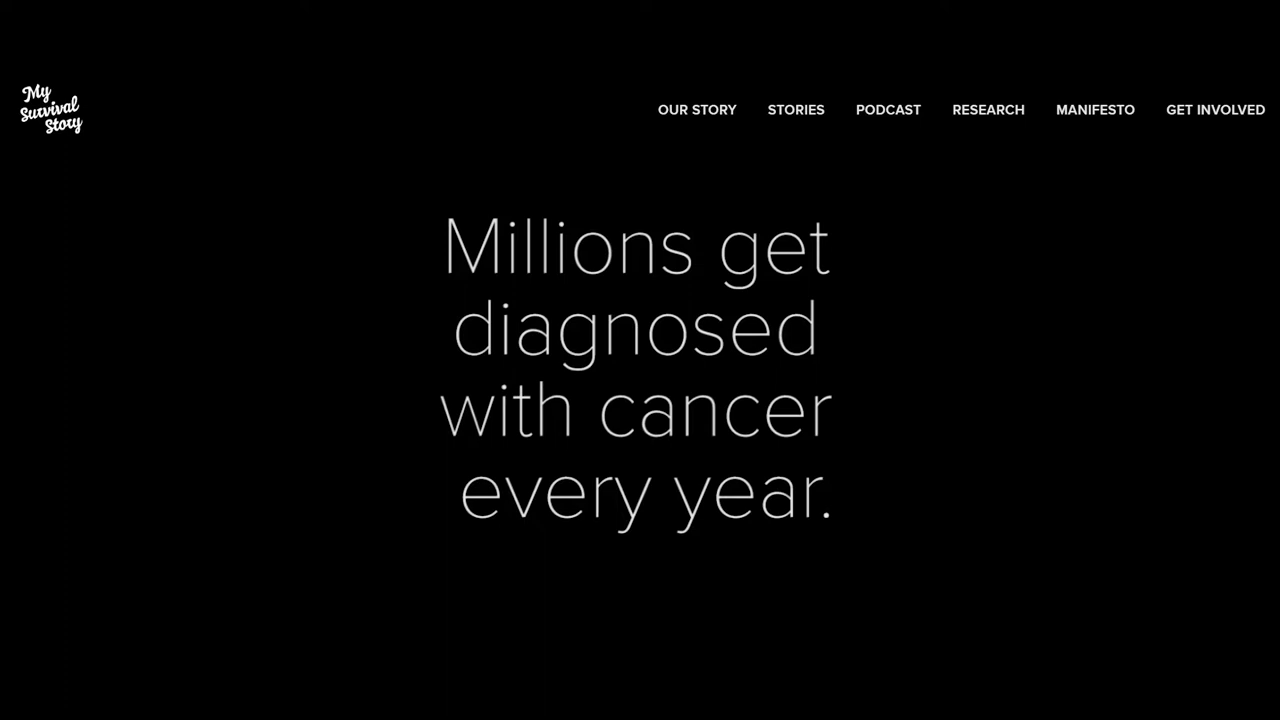 My
Survival
Story
OUR STORY STORIES PODCAST RESEARCH MANIFESTO GET INVOLVED
Millions get
diagnosed
with cancer
every year.